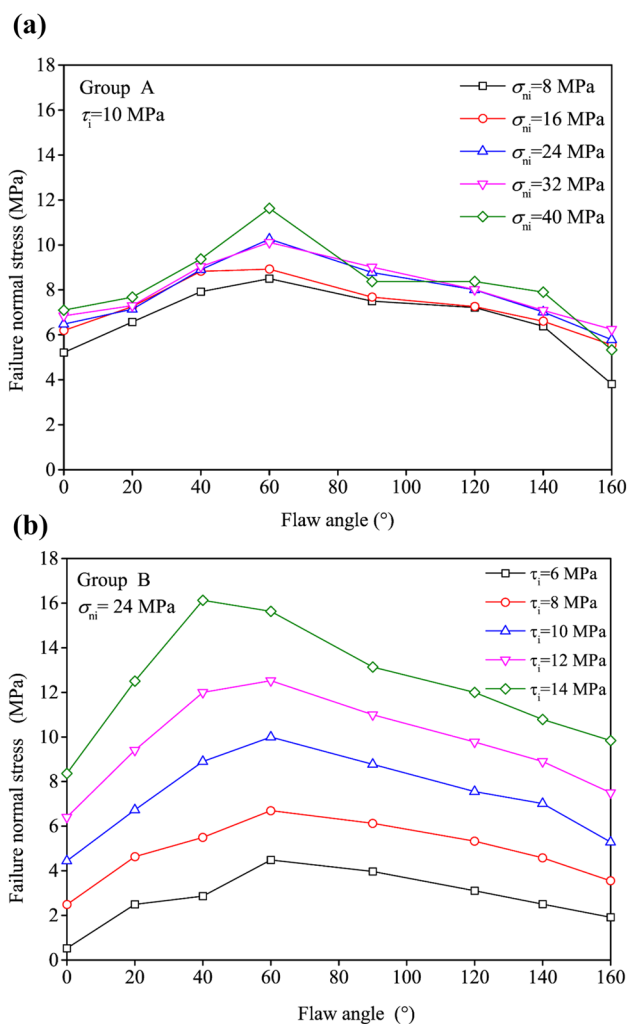 (a)
Group A
τi=10 MPa
σni=8 MPa
σni=16 MPa
σni=24 MPa
σni=32 MPa
σni=40 MPa
18
16
14
12
10
8
6
4
2
0
Failure normal stress (MPa)
0 20 40 60 80 100 120 140 160
Flaw angle (°)
(b)
Group B
σni= 24 MPa
τi=6 MPa
τi=8 MPa
τi=10 MPa
τi=12 MPa
τi=14 MPa
18
16
14
12
10
8
6
4
2
0
Failure normal stress (MPa)
0 20 40 60 80 100 120 140 160
Flaw angle (°)